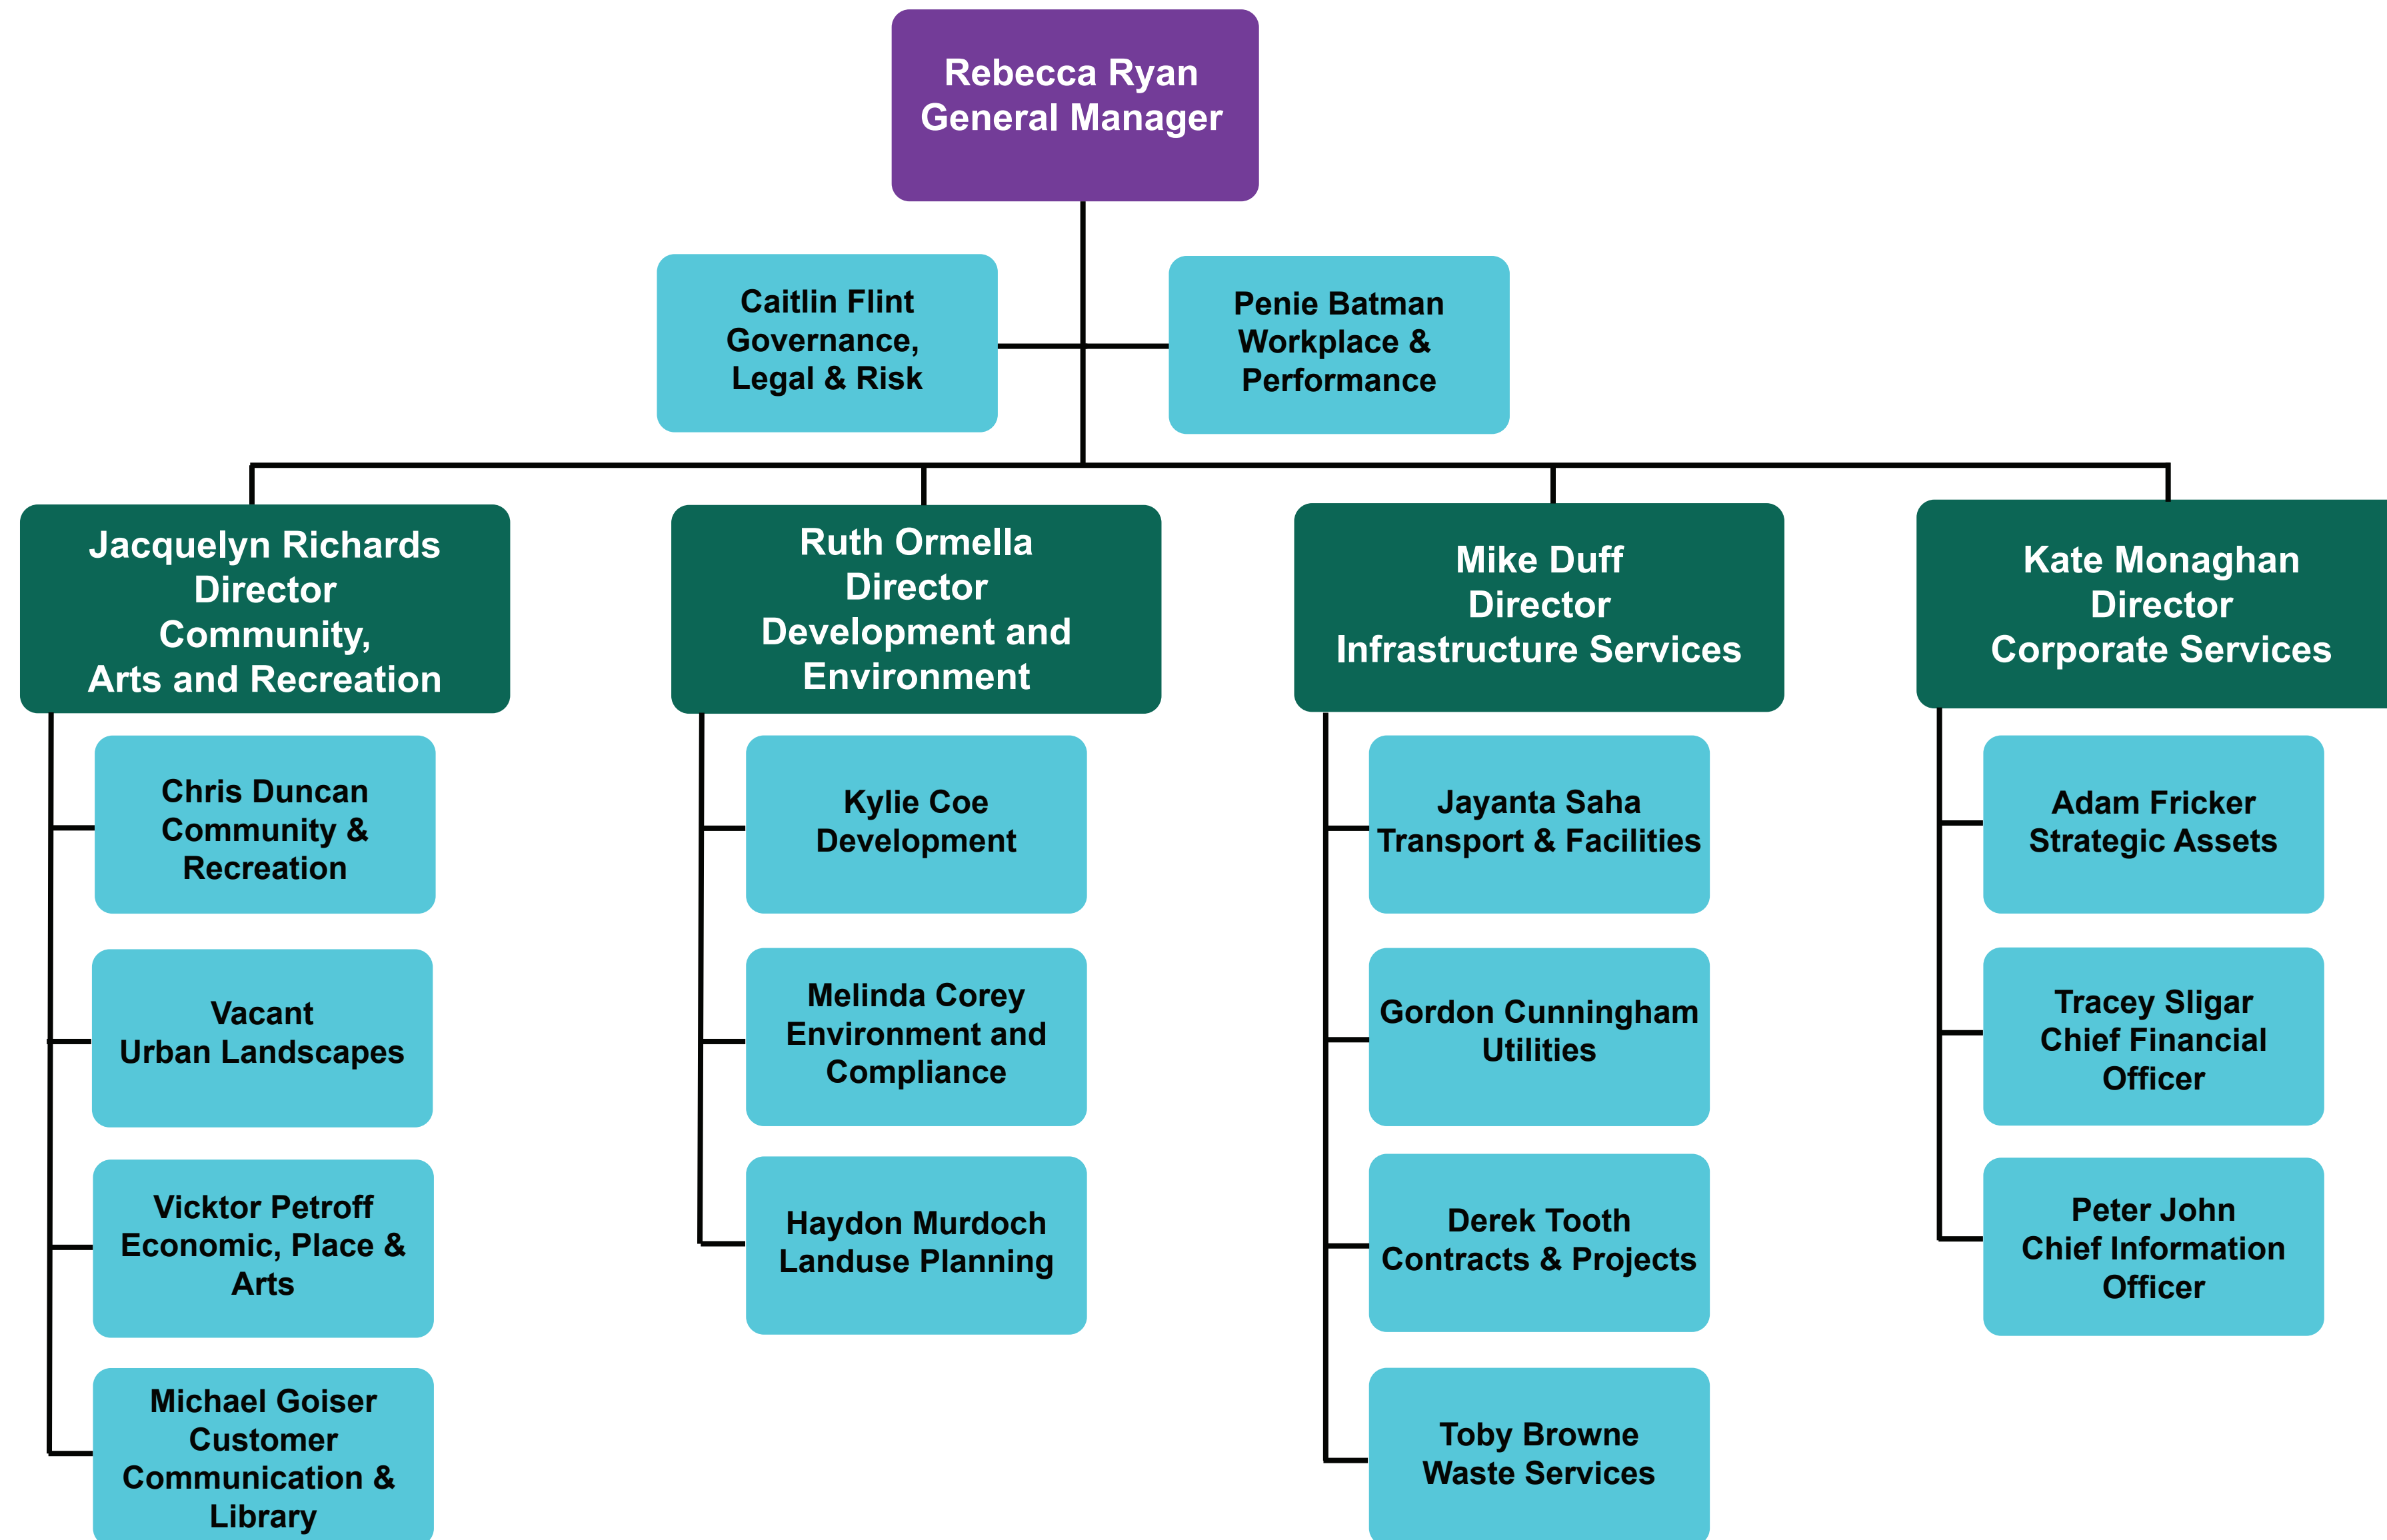 Rebecca Ryan
General Manager
Caitlin Flint
Governance,
Legal & Risk
Penie Batman
Workplace &
Performance
Jacquelyn Richards
Director
Community,
Arts and Recreation
Ruth Ormella
Director
Development and
Environment
Mike Duff
Director
Infrastructure Services
Kate Monaghan
Director
Corporate Services
Chris Duncan
Community &
Recreation
Vacant
Urban Landscapes
Vicktor Petroff
Economic, Place &
Arts
Michael Goiser
Customer
Communication &
Library
Kylie Coe
Development
Melinda Corey
Environment and
Compliance
Haydon Murdoch
Landuse Planning
Jayanta Saha
Transport & Facilities
Gordon Cunningham
Utilities
Derek Tooth
Contracts & Projects
Toby Browne
Waste Services
Adam Fricker
Strategic Assets
Tracey Sligar
Chief Financial
Officer
Peter John
Chief Information
Officer